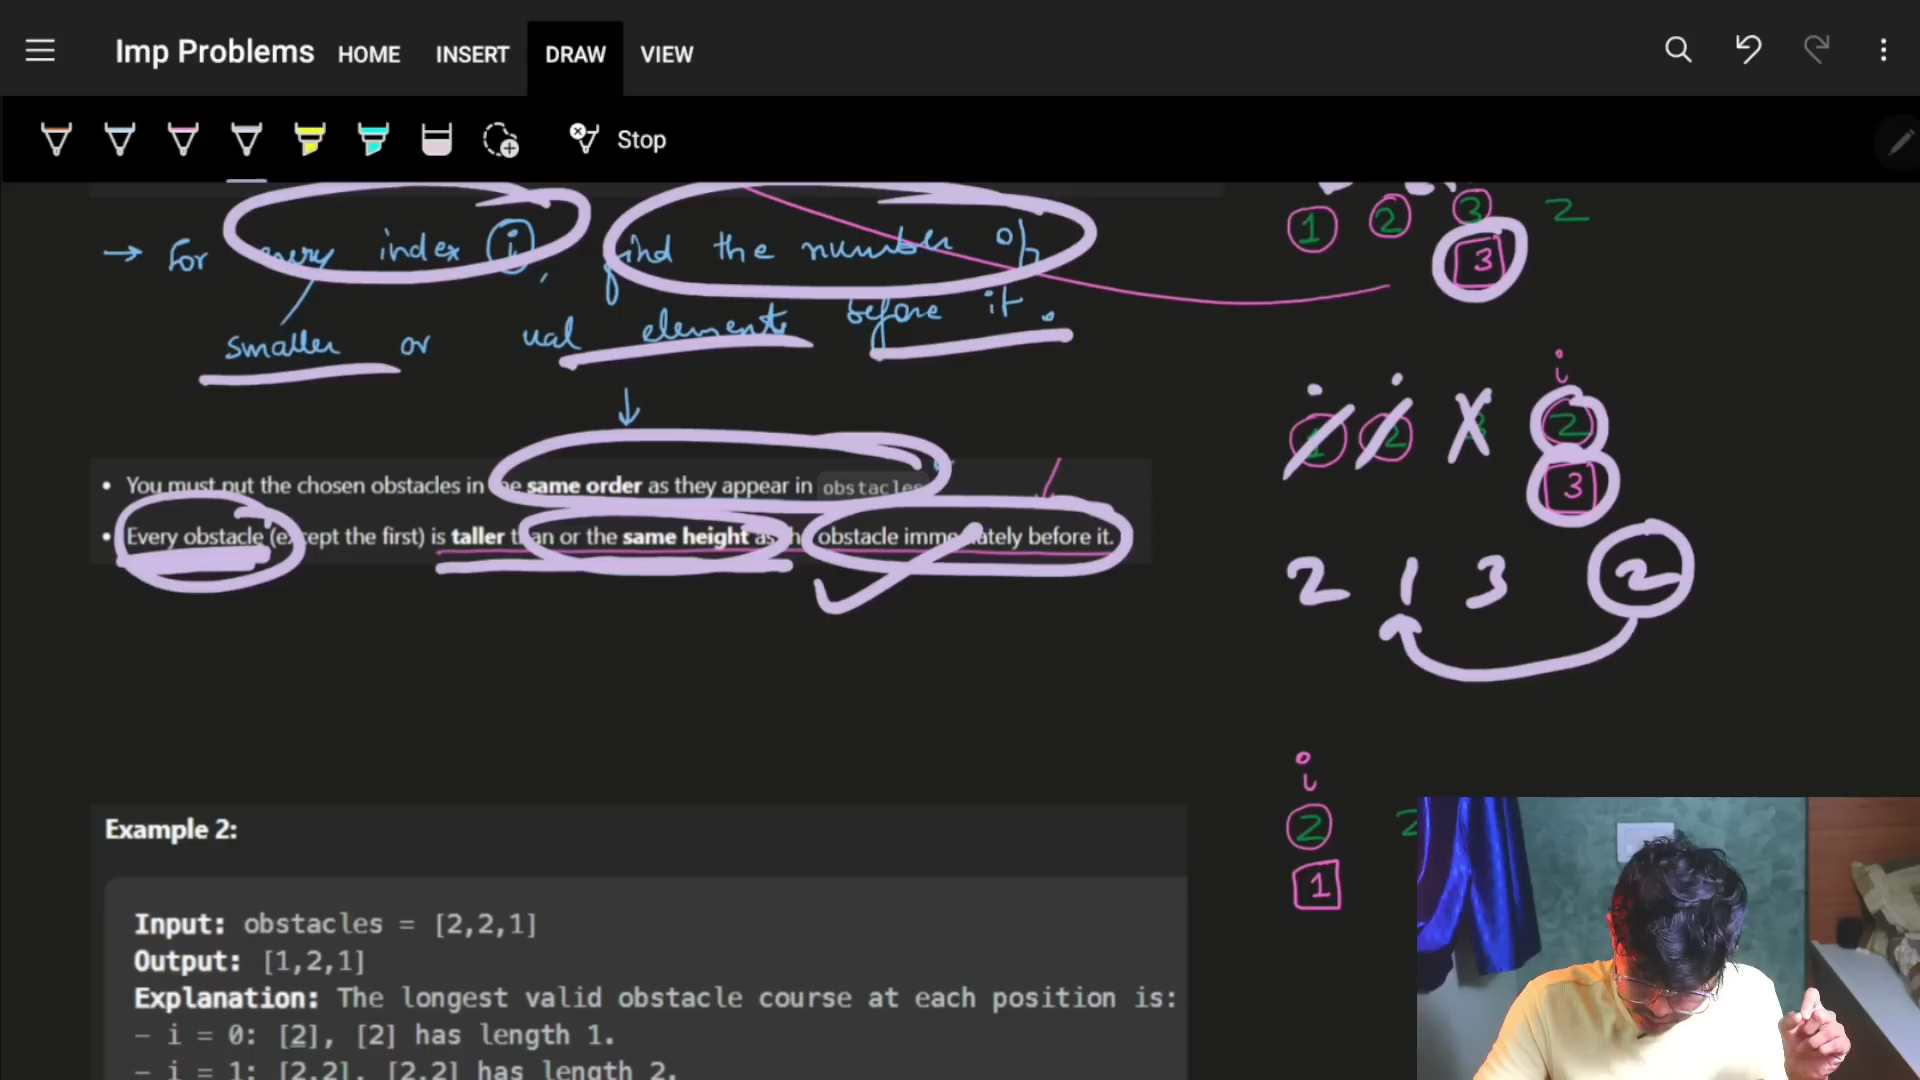 Imp Problems HOME INSERT DRAW VIEW
Stop
1 2 3 2
3
→ For every index i, find the number of
smaller or ual elements before it.
↓
i
1 2 3 2
3
• You must put the chosen obstacles in the same order as they appear in obstacles
• Every obstacle (except the first) is taller than or the same height as the obstacle immediately before it.
2 1 3 2
i
2 2
1
Example 2:
Input: obstacles = [2,2,1]
Output: [1,2,1]
Explanation: The longest valid obstacle course at each position is:
- i = 0: [2], [2] has length 1.
- i = 1: [2,2], [2,2] has length 2.